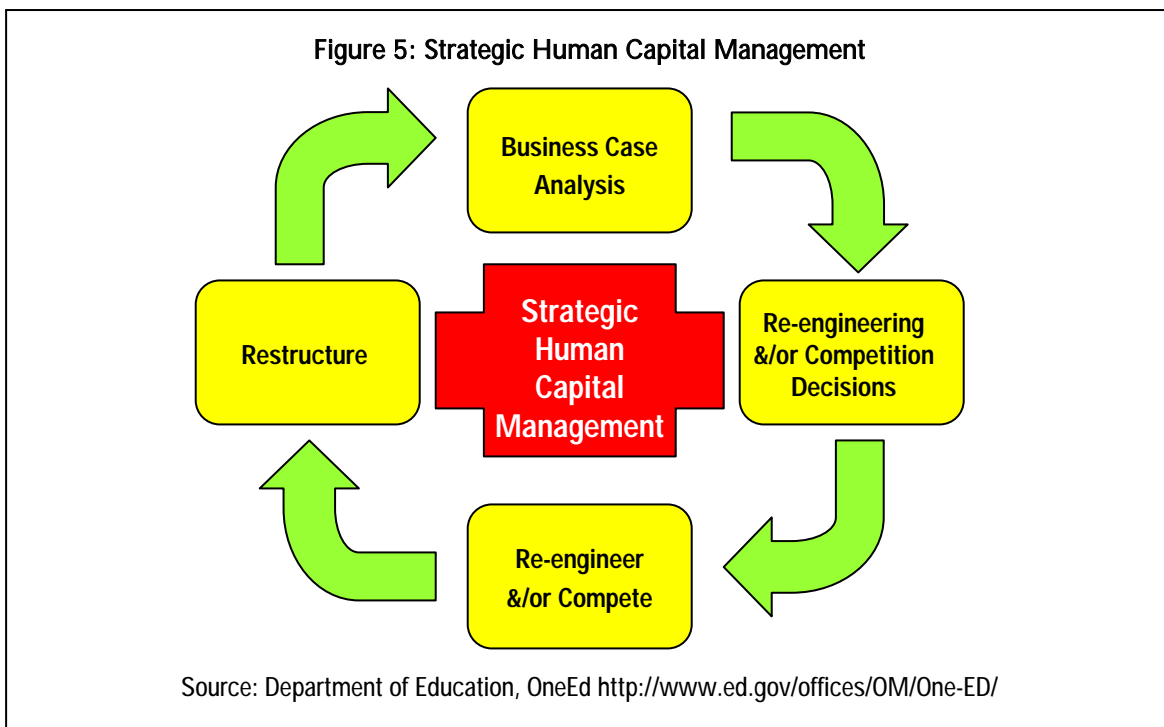 Figure 5: Strategic Human Capital Management
Business Case
Analysis
Re-engineering
&/or Competition
Decisions
Re-engineer
&/or Compete
Restructure
Strategic
Human
Capital
Management
Source: Department of Education, OneEd http://www.ed.gov/offices/OM/One-ED/